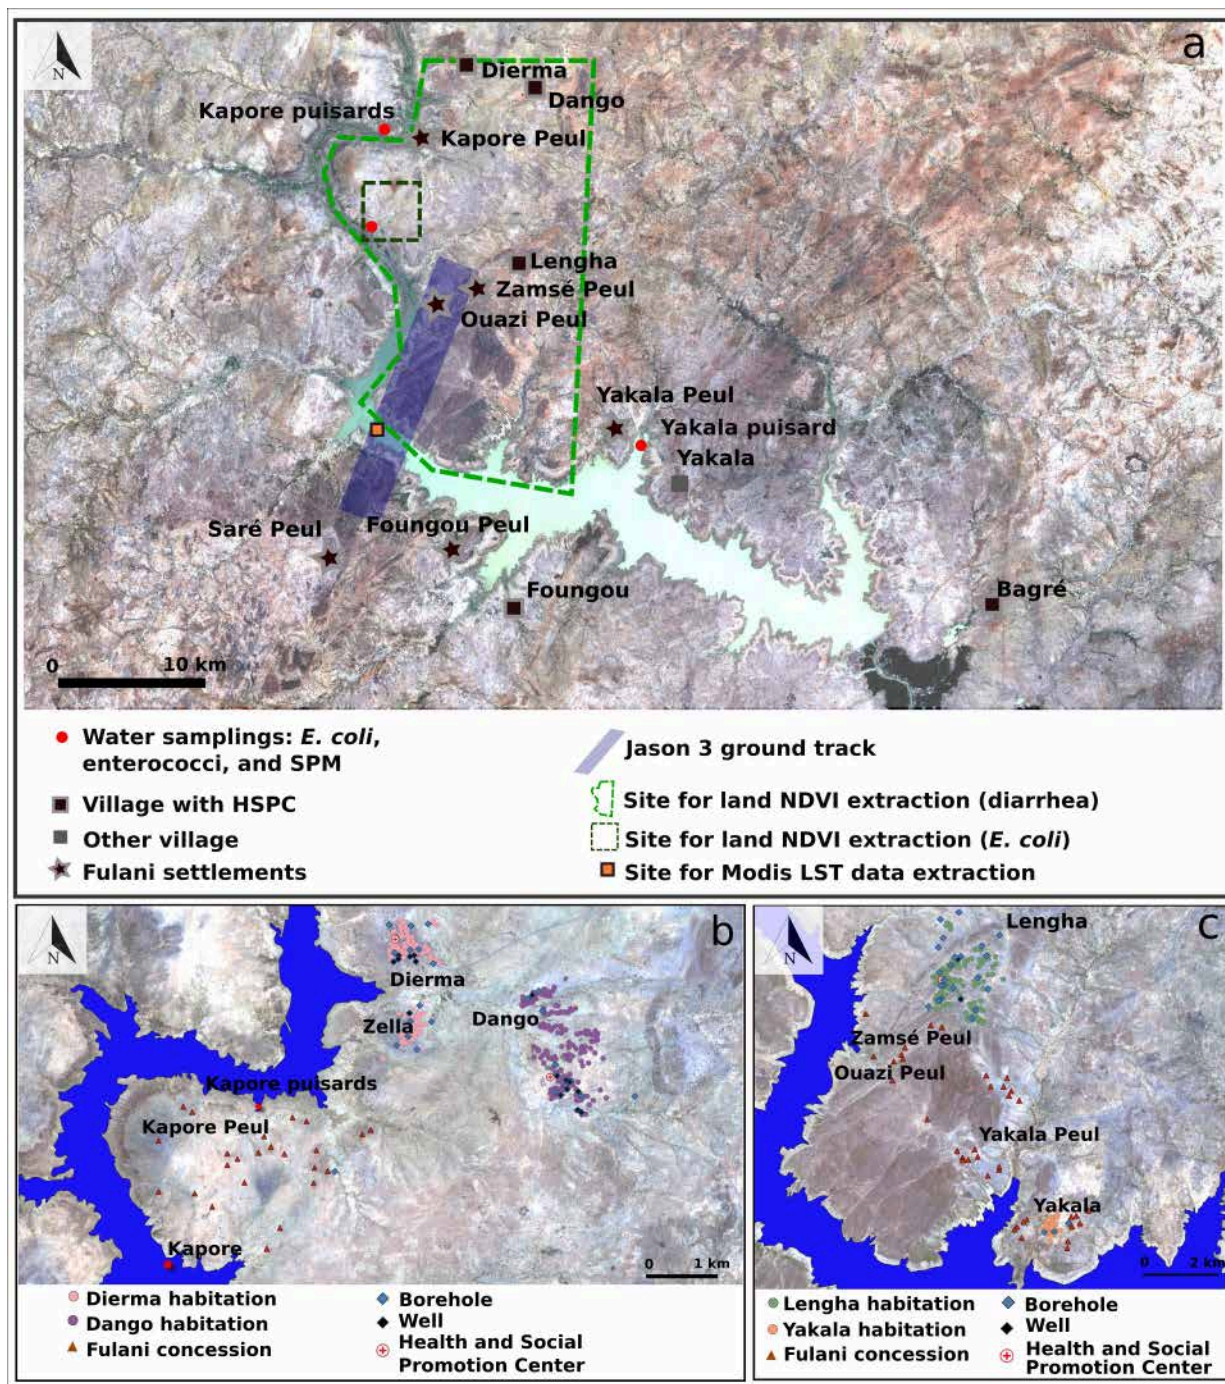 a
N
Dierma
Dango
Kapore puisards
Kapore Peul
Lengha
Zamsé Peul
Ouazi Peul
Yakala Peul
Yakala puisard
Yakala
Saré Peul
Foungou Peul
Foungou
Bagré
0 10 km
Water samplings: E. coli,
enterococci, and SPM
Village with HSPC
Other village
Fulani settlements
Jason 3 ground track
Site for land NDVI extraction (diarrhea)
Site for land NDVI extraction (E. coli)
Site for Modis LST data extraction
b
N
Dierma
Zella
Dango
Kapore puisards
Kapore Peul
Kapore
0 1 km
Dierma habitation
Dango habitation
Fulani concession
Borehole
Well
Health and Social
Promotion Center
c
N
Lengha
Zamsé Peul
Ouazi Peul
Yakala Peul
Yakala
0 2 km
Lengha habitation
Yakala habitation
Fulani concession
Borehole
Well
Health and Social
Promotion Center